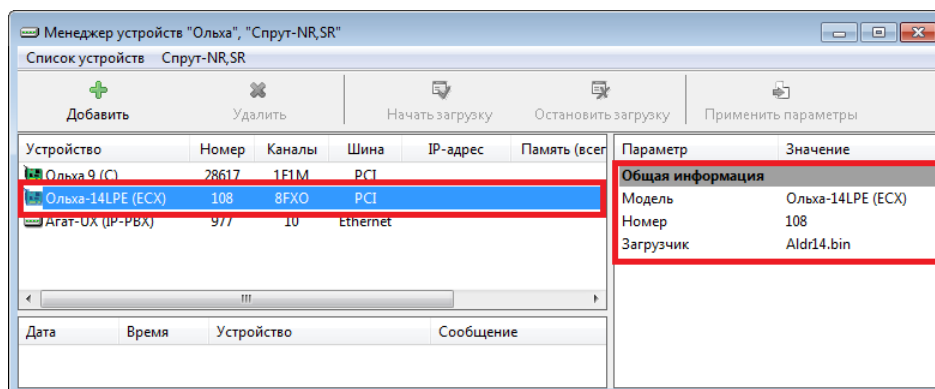 Менеджер устройств "Ольха", "Спрут-NR,SR"
Список устройств Спрут-NR,SR
Добавить Удалить Начать загрузку Остановить загрузку Применить параметры
Устройство Номер Каналы Шина IP-адрес Память (всег Параметр Значение
Ольха 9 (C) 28617 1E1M PCI Общая информация
Ольха-14LPE (ECX) 108 8FXO PCI Модель Ольха-14LPE (ECX)
Агат-UX (IP-PBX) 977 10 Ethernet Номер 108
Загрузчик Aldr14.bin
Дата Время Устройство Сообщение